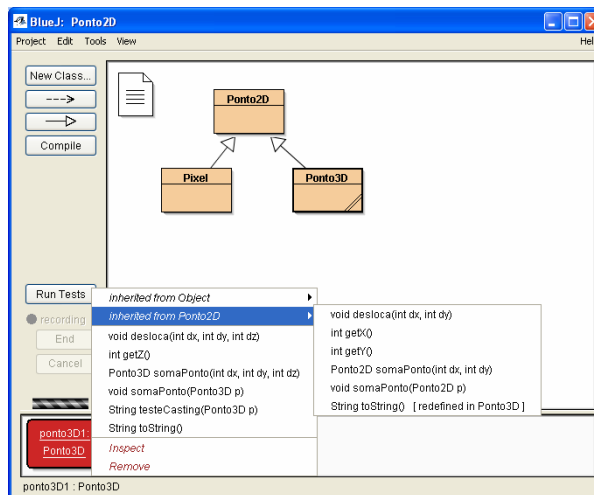 BlueJ: Ponto2D
Project Edit Tools View Hel
New Class...
--->
Compile
Ponto2D
Pixel
Ponto3D
Run Tests
recording
End
Cancel
inherited from Object
inherited from Ponto2D
void desloca(int dx, int dy, int dz)
int getZ()
Ponto3D somaPonto(int dx, int dy, int dz)
void somaPonto(Ponto3D p)
String testeCasting(Ponto3D p)
String toString()
Inspect
Remove
void desloca(int dx, int dy)
int getX()
int getY()
Ponto2D somaPonto(int dx, int dy)
void somaPonto(Ponto2D p)
String toString() [ redefined in Ponto3D ]
ponto3D1:
Ponto3D
ponto3D1 : Ponto3D